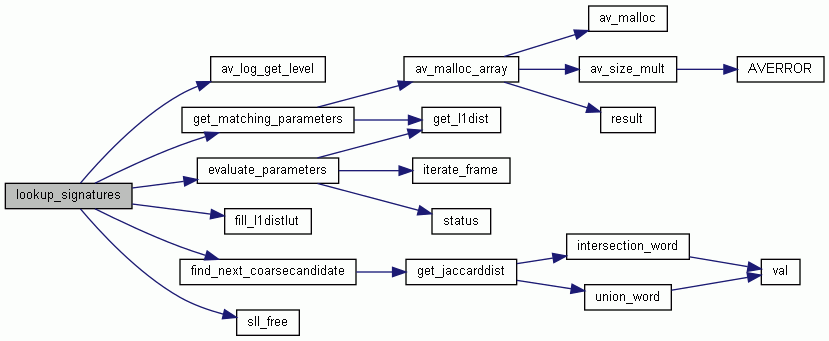 lookup_signatures
av_log_get_level
get_matching_parameters
av_malloc_array
av_malloc
av_size_mult
AVERROR
result
get_l1dist
evaluate_parameters
iterate_frame
status
fill_l1distlut
find_next_coarsecandidate
get_jaccarddist
intersection_word
val
union_word
sll_free